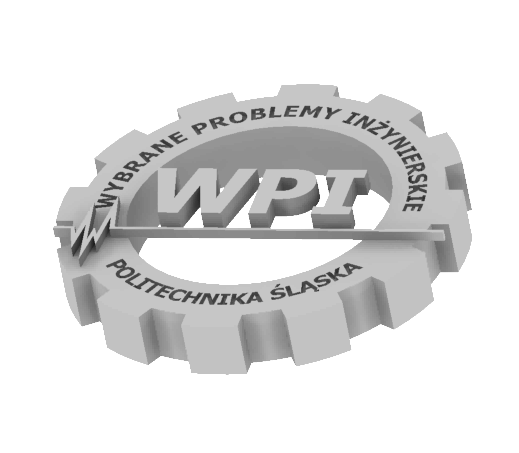 WYBRANE PROBLEMY INŻYNIERSKIE
WPI
POLITECHNIKA ŚLĄSKA